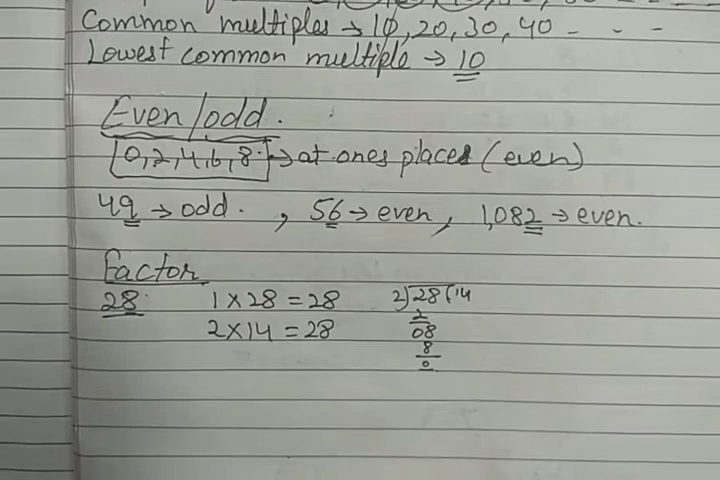 Common multiples → 10, 20, 30, 40 - - -
Lowest common multiple → 10
Even/odd.
0,2,4,6,8 → at ones places (even)
49 → odd. , 56 → even, 1,082 → even.
Factor
28. 1 × 28 = 28 2)28(14
2 × 14 = 28 2
08
8
0